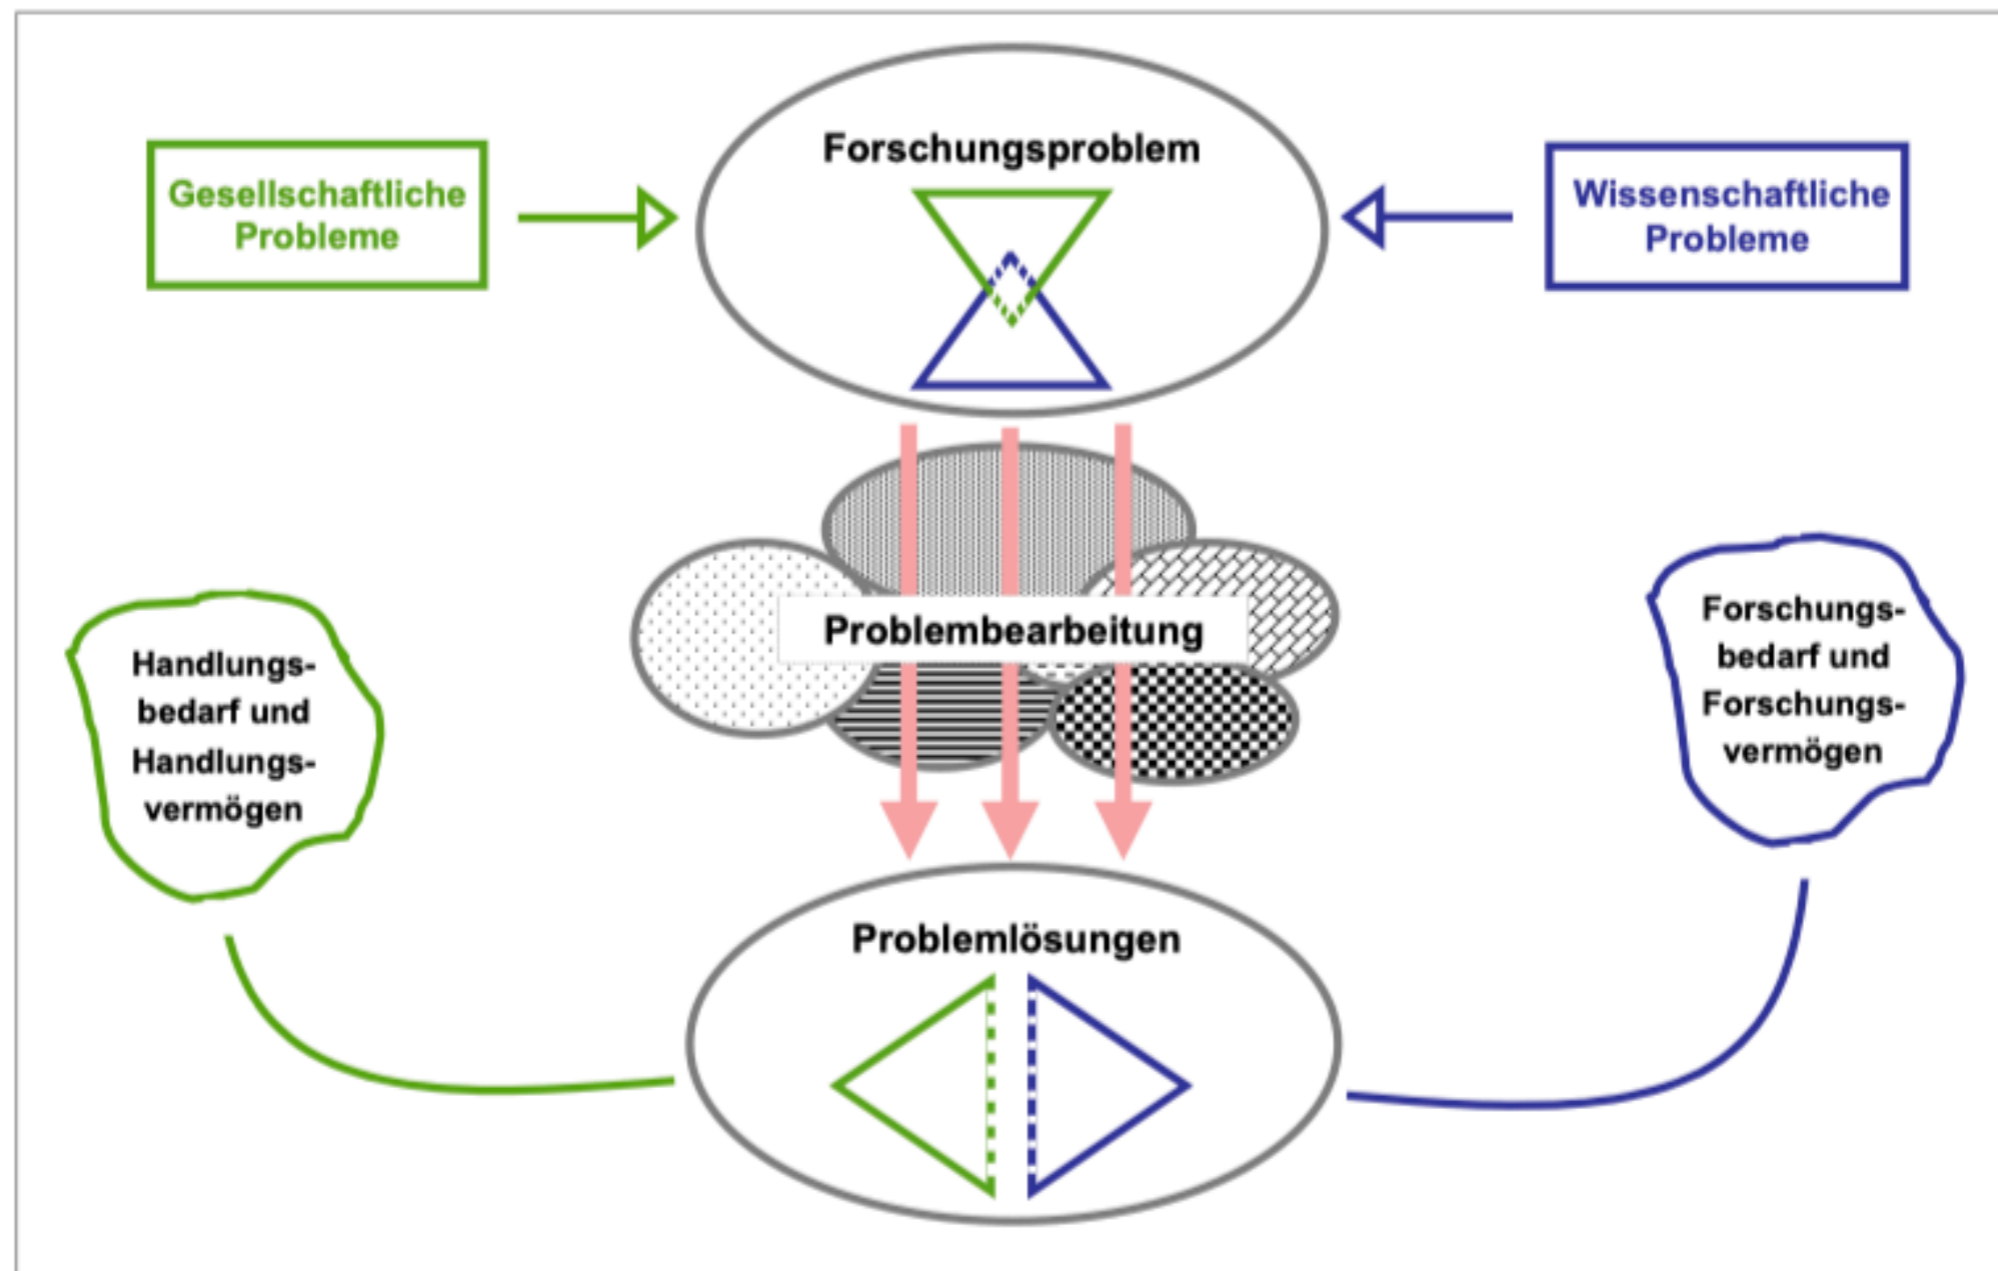 Forschungsproblem
Gesellschaftliche
Probleme
Wissenschaftliche
Probleme
Problembearbeitung
Handlungs-
bedarf und
Handlungs-
vermögen
Forschungs-
bedarf und
Forschungs-
vermögen
Problemlösungen